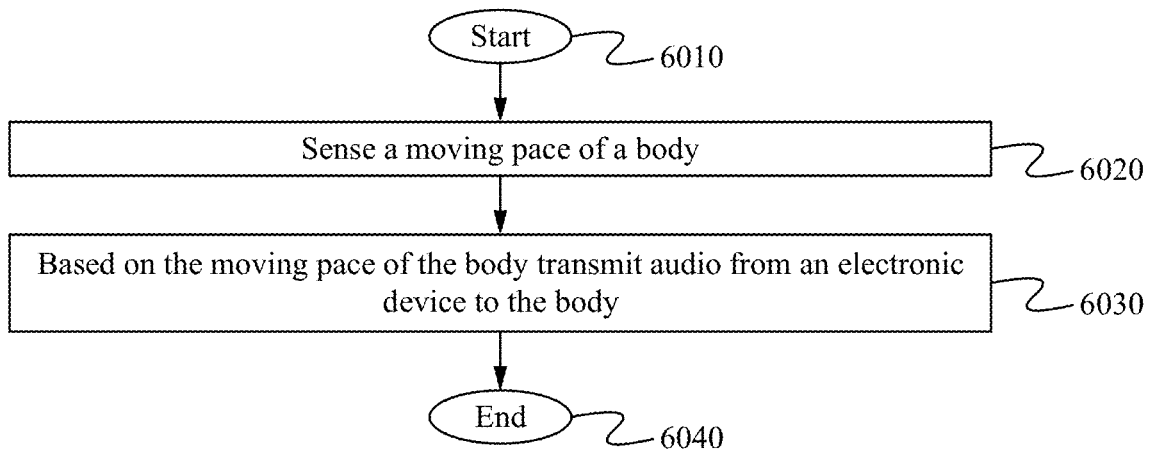 Start
6010
Sense a moving pace of a body
6020
Based on the moving pace of the body transmit audio from an electronic
device to the body
6030
End
6040